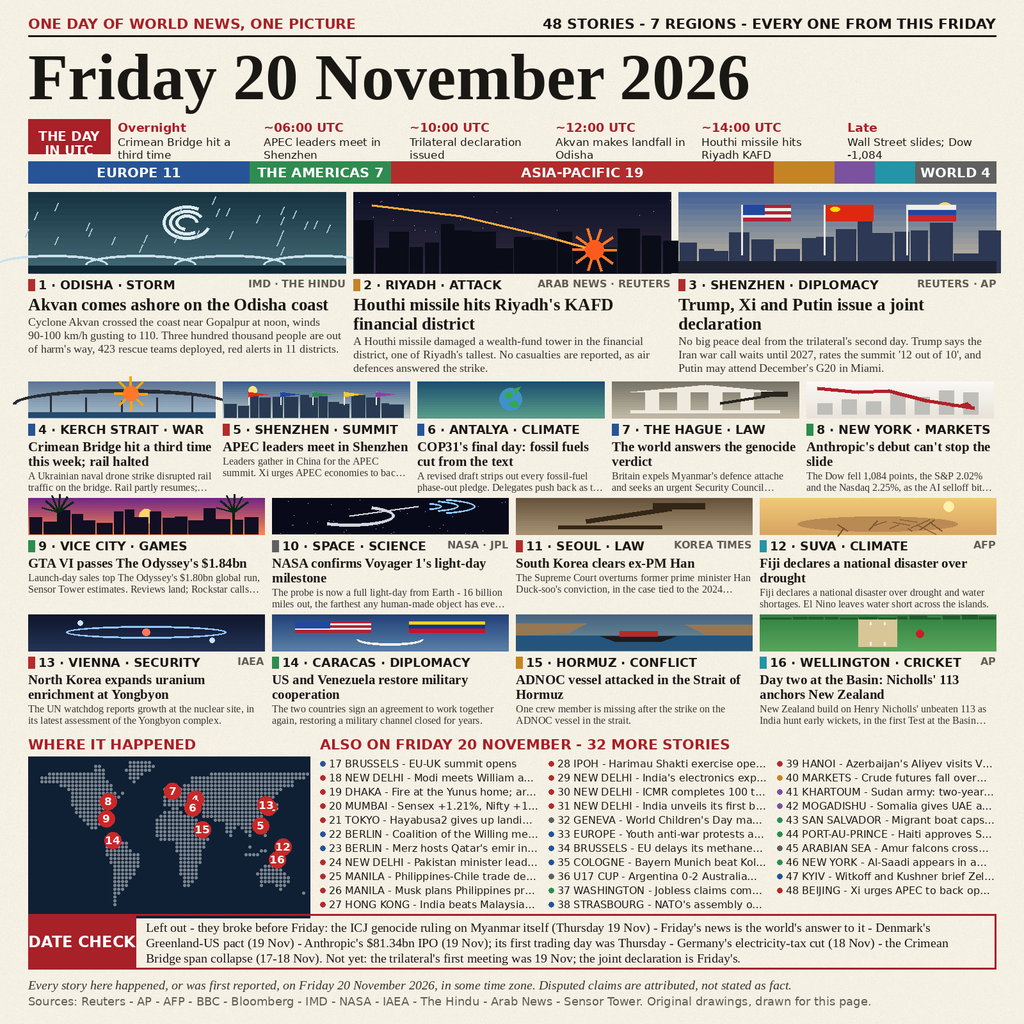 ONE DAY OF WORLD NEWS, ONE PICTURE
48 STORIES - 7 REGIONS - EVERY ONE FROM THIS FRIDAY
Friday 20 November 2026
THE DAY
IN UTC
Overnight
Crimean Bridge hit a
third time
~06:00 UTC
APEC leaders meet in
Shenzhen
~10:00 UTC
Trilateral declaration
issued
~12:00 UTC
Akvan makes landfall in
Odisha
~14:00 UTC
Houthi missile hits
Riyadh KAFD
Late
Wall Street slides; Dow
-1,084
EUROPE 11
THE AMERICAS 7
ASIA-PACIFIC 19
WORLD 4
1 · ODISHA · STORM
IMD · THE HINDU
Akvan comes ashore on the Odisha coast
Cyclone Akvan crossed the coast near Gopalpur at noon, winds
90-100 km/h gusting to 110. Three hundred thousand people are out
of harm's way, 423 rescue teams deployed, red alerts in 11 districts.
2 · RIYADH · ATTACK
ARAB NEWS · REUTERS
Houthi missile hits Riyadh's KAFD
financial district
A Houthi missile damaged a wealth-fund tower in the financial
district, one of Riyadh's tallest. No casualties are reported, as air
defences answered the strike.
3 · SHENZHEN · DIPLOMACY
REUTERS · AP
Trump, Xi and Putin issue a joint
declaration
No big peace deal from the trilateral's second day. Trump says the
Iran war call waits until 2027, rates the summit '12 out of 10', and
Putin may attend December's G20 in Miami.
4 · KERCH STRAIT · WAR
Crimean Bridge hit a third time
this week; rail halted
A Ukrainian naval drone strike disrupted rail
traffic on the bridge. Rail partly resumes;…
5 · SHENZHEN · SUMMIT
APEC leaders meet in Shenzhen
Leaders gather in China for the APEC
summit. Xi urges APEC economies to bac…
6 · ANTALYA · CLIMATE
COP31's final day: fossil fuels
cut from the text
A revised draft strips out every fossil-fuel
phase-out pledge. Delegates push back as t…
7 · THE HAGUE · LAW
The world answers the genocide
verdict
Britain expels Myanmar's defence attache
and seeks an urgent Security Council…
8 · NEW YORK · MARKETS
Anthropic's debut can't stop the
slide
The Dow fell 1,084 points, the S&P 2.02%
and the Nasdaq 2.25%, as the AI selloff bit…
9 · VICE CITY · GAMES
GTA VI passes The Odyssey's $1.84bn
Launch-day sales top The Odyssey's $1.80bn global run,
Sensor Tower estimates. Reviews land; Rockstar calls…
10 · SPACE · SCIENCE
NASA · JPL
NASA confirms Voyager 1's light-day
milestone
The probe is now a full light-day from Earth - 16 billion
miles out, the farthest any human-made object has eve…
11 · SEOUL · LAW
KOREA TIMES
South Korea clears ex-PM Han
The Supreme Court overturns former prime minister Han
Duck-soo's conviction, in the case tied to the 2024…
12 · SUVA · CLIMATE
AFP
Fiji declares a national disaster over
drought
Fiji declares a national disaster over drought and water
shortages. El Nino leaves water short across the islands.
13 · VIENNA · SECURITY
IAEA
North Korea expands uranium
enrichment at Yongbyon
The UN watchdog reports growth at the nuclear site, in
its latest assessment of the Yongbyon complex.
14 · CARACAS · DIPLOMACY
US and Venezuela restore military
cooperation
The two countries sign an agreement to work together
again, restoring a military channel closed for years.
15 · HORMUZ · CONFLICT
ADNOC vessel attacked in the Strait of
Hormuz
One crew member is missing after the strike on the
ADNOC vessel in the strait.
16 · WELLINGTON · CRICKET
AP
Day two at the Basin: Nicholls' 113
anchors New Zealand
New Zealand build on Henry Nicholls' unbeaten 113 as
India hunt early wickets, in the first Test at the Basin…
WHERE IT HAPPENED
8
9
14
7
4
6
15
13
5
12
16
ALSO ON FRIDAY 20 NOVEMBER - 32 MORE STORIES
17 BRUSSELS - EU-UK summit opens
18 NEW DELHI - Modi meets William a…
19 DHAKA - Fire at the Yunus home; ar…
20 MUMBAI - Sensex +1.21%, Nifty +1…
21 TOKYO - Hayabusa2 gives up landi…
22 BERLIN - Coalition of the Willing me…
23 BERLIN - Merz hosts Qatar's emir in…
24 NEW DELHI - Pakistan minister lead…
25 MANILA - Philippines-Chile trade de…
26 MANILA - Musk plans Philippines pr…
27 HONG KONG - India beats Malaysia…
28 IPOH - Harimau Shakti exercise ope…
29 NEW DELHI - India's electronics exp…
30 NEW DELHI - ICMR completes 100 t…
31 NEW DELHI - India unveils its first b…
32 GENEVA - World Children's Day ma…
33 EUROPE - Youth anti-war protests a…
34 BRUSSELS - EU delays its methane…
35 COLOGNE - Bayern Munich beat Kol…
36 U17 CUP - Argentina 0-2 Australia…
37 WASHINGTON - Jobless claims com…
38 STRASBOURG - NATO's assembly o…
39 HANOI - Azerbaijan's Aliyev visits V…
40 MARKETS - Crude futures fall over…
41 KHARTOUM - Sudan army: two-year…
42 MOGADISHU - Somalia gives UAE a…
43 SAN SALVADOR - Migrant boat caps…
44 PORT-AU-PRINCE - Haiti approves S…
45 ARABIAN SEA - Amur falcons cross…
46 NEW YORK - Al-Saadi appears in a…
47 KYIV - Witkoff and Kushner brief Zel…
48 BEIJING - Xi urges APEC to back op…
DATE CHECK
Left out - they broke before Friday: the ICJ genocide ruling on Myanmar itself (Thursday 19 Nov) - Friday's news is the world's answer to it - Denmark's
Greenland-US pact (19 Nov) - Anthropic's $81.34bn IPO (19 Nov); its first trading day was Thursday - Germany's electricity-tax cut (18 Nov) - the Crimean
Bridge span collapse (17-18 Nov). Not yet: the trilateral's first meeting was 19 Nov; the joint declaration is Friday's.
Every story here happened, or was first reported, on Friday 20 November 2026, in some time zone. Disputed claims are attributed, not stated as fact.
Sources: Reuters - AP - AFP - BBC - Bloomberg - IMD - NASA - IAEA - The Hindu - Arab News - Sensor Tower. Original drawings, drawn for this page.